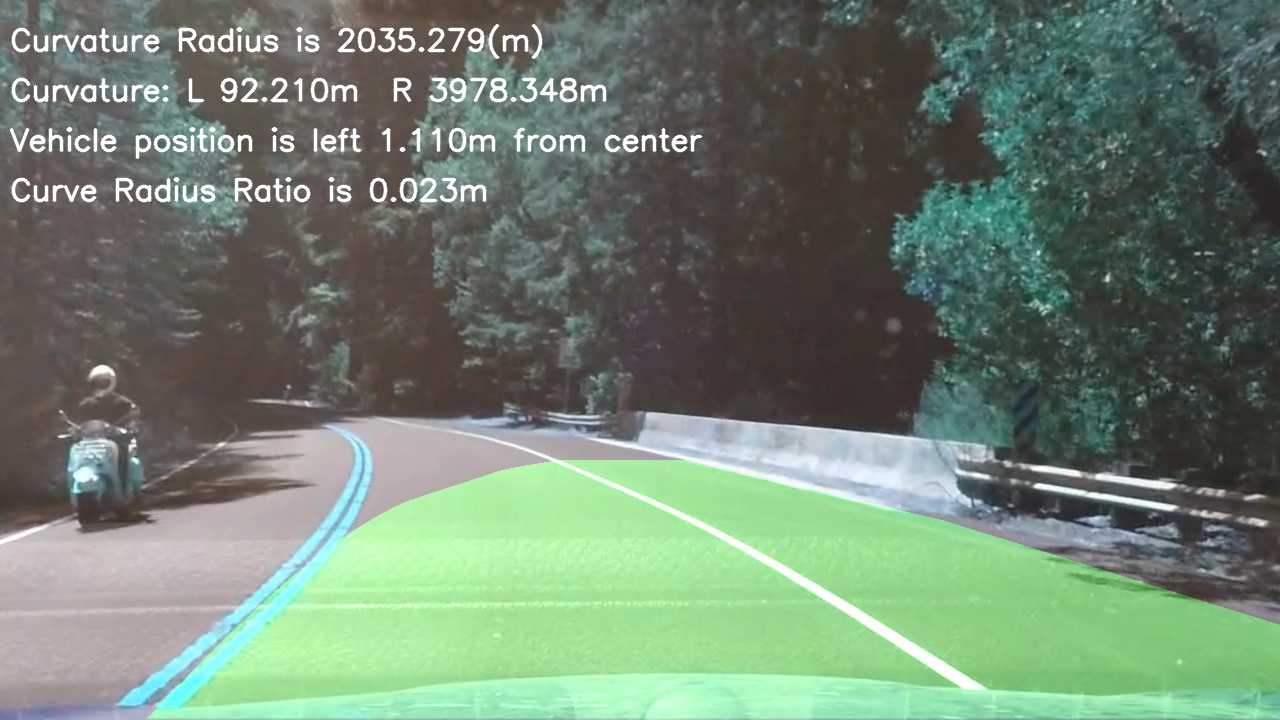 Curvature Radius is 2035.279(m)
Curvature: L 92.210m R 3978.348m
Vehicle position is left 1.110m from center
Curve Radius Ratio is 0.023m